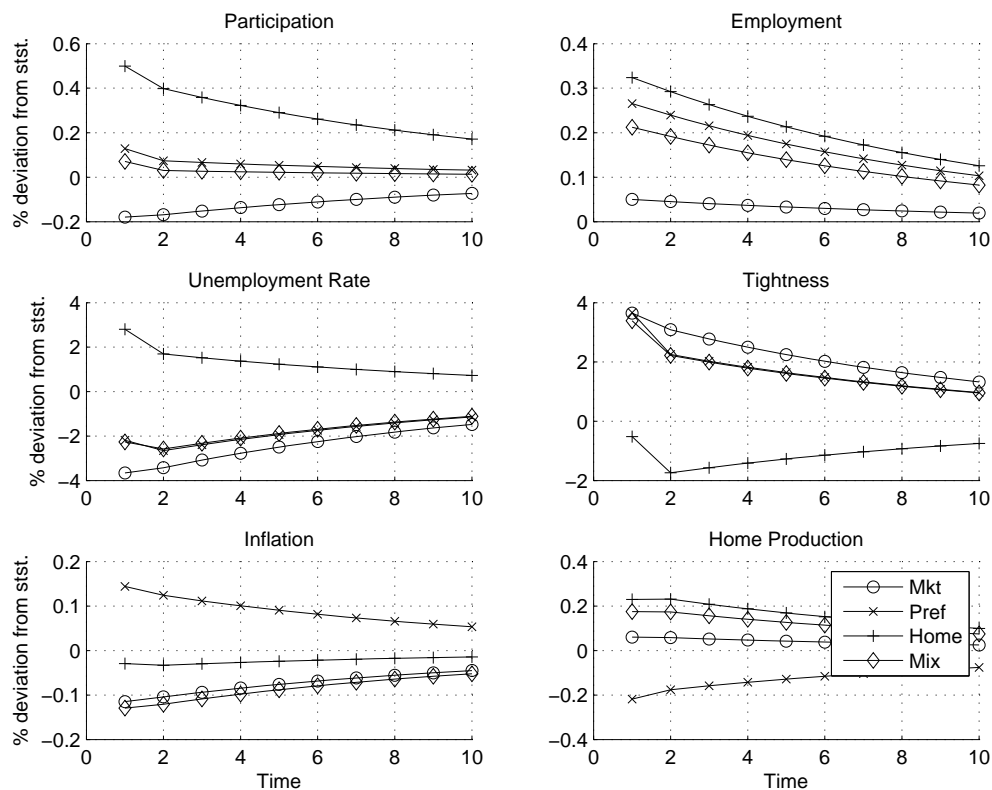 Participation
Employment
% deviation from stst.
0.6
0.4
0.2
0
−0.2
0 2 4 6 8 10
0.4
0.3
0.2
0.1
0
0 2 4 6 8 10
Unemployment Rate
Tightness
% deviation from stst.
4
2
0
−2
−4
0 2 4 6 8 10
4
2
0
−2
0 2 4 6 8 10
Inflation
Home Production
% deviation from stst.
0.2
0.1
0
−0.1
−0.2
0 2 4 6 8 10
Time
0.4
0.2
0
−0.2
−0.4
0 2 4 6 8 10
Time
Mkt
Pref
Home
Mix